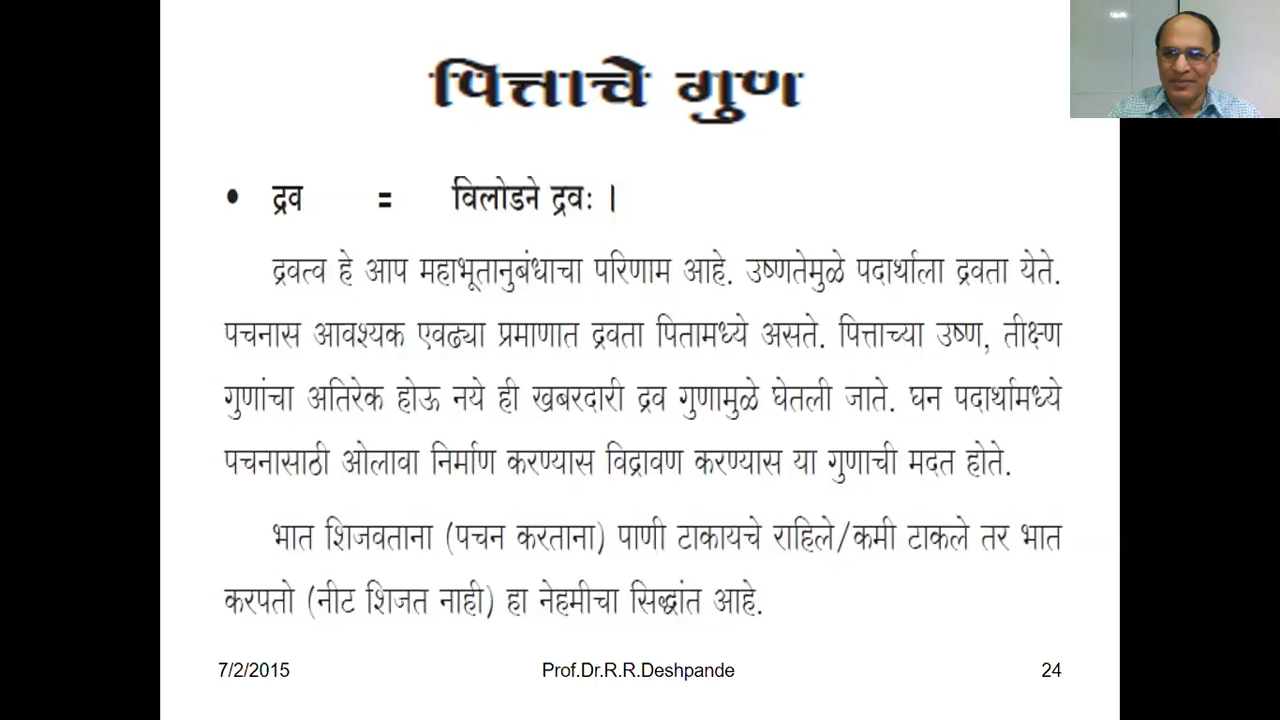 पित्ताचे गुण
• द्रव = विलोडने द्रवः ।
द्रवत्व हे आप महाभूतानुबंधाचा परिणाम आहे. उष्णतेमुळे पदार्थाला द्रवता येते.
पचनास आवश्यक एवढ्या प्रमाणात द्रवता पितामध्ये असते. पित्ताच्या उष्ण, तीक्ष्ण
गुणांचा अतिरेक होऊ नये ही खबरदारी द्रव गुणामुळे घेतली जाते. घन पदार्थामध्ये
पचनासाठी ओलावा निर्माण करण्यास विद्रावण करण्यास या गुणाची मदत होते.
भात शिजवताना (पचन करताना) पाणी टाकायचे राहिले/कमी टाकले तर भात
करपतो (नीट शिजत नाही) हा नेहमीचा सिद्धांत आहे.
7/2/2015 Prof.Dr.R.R.Deshpande 24